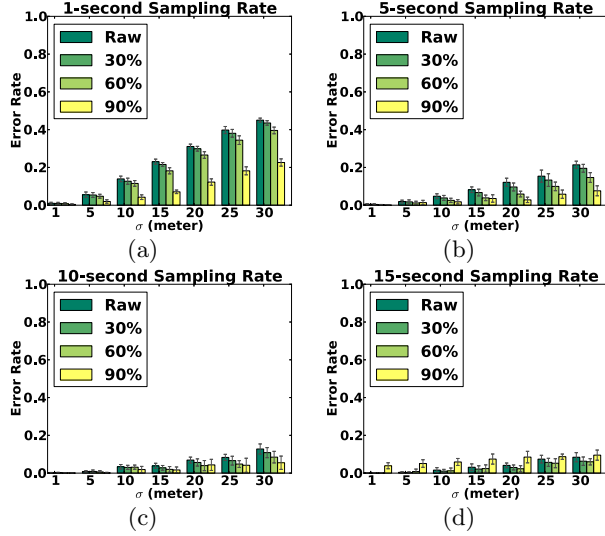 1-second Sampling Rate
1.0
0.8
0.6
0.4
0.2
0.0
Error Rate
Raw
30%
60%
90%
1 5 10 15 20 25 30
σ (meter)
(a)
5-second Sampling Rate
1.0
0.8
0.6
0.4
0.2
0.0
Error Rate
Raw
30%
60%
90%
1 5 10 15 20 25 30
σ (meter)
(b)
10-second Sampling Rate
1.0
0.8
0.6
0.4
0.2
0.0
Error Rate
Raw
30%
60%
90%
1 5 10 15 20 25 30
σ (meter)
(c)
15-second Sampling Rate
1.0
0.8
0.6
0.4
0.2
0.0
Error Rate
Raw
30%
60%
90%
1 5 10 15 20 25 30
σ (meter)
(d)